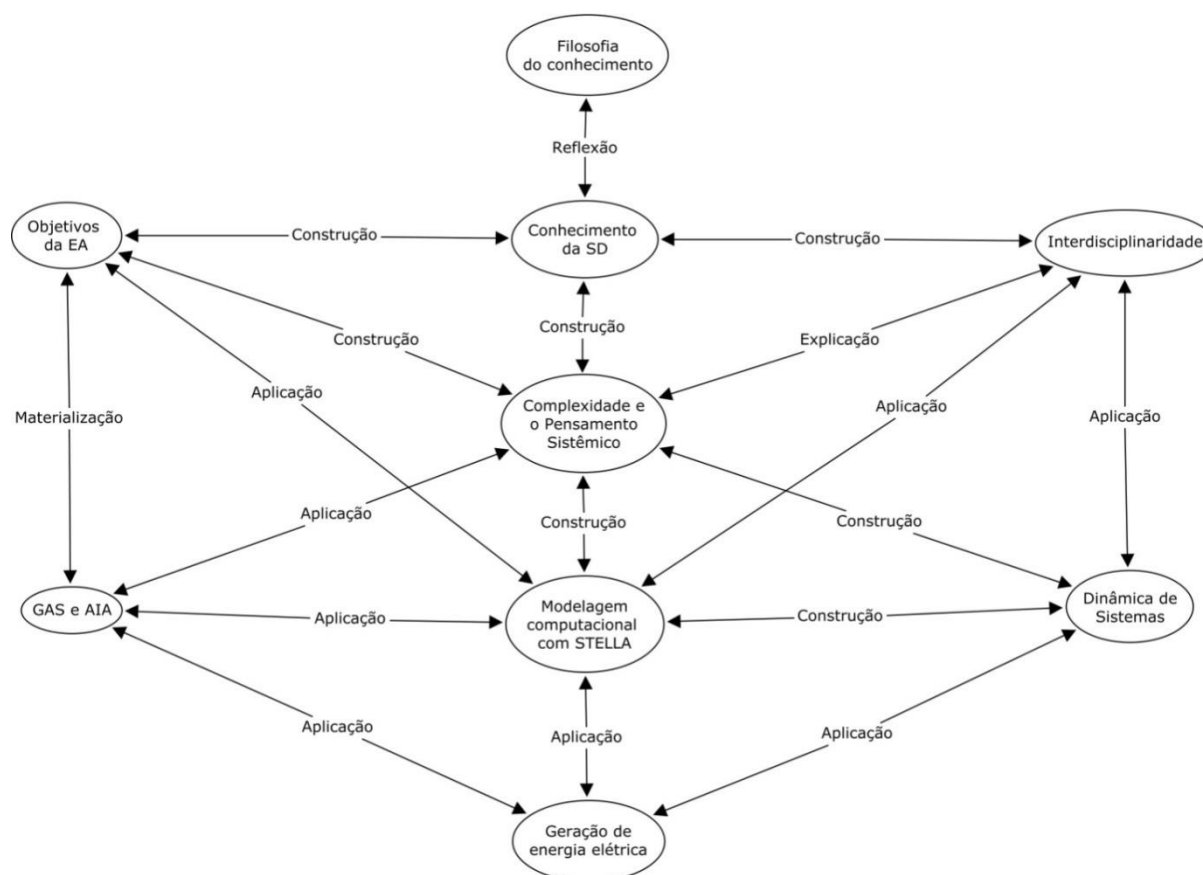 Filosofia
do conhecimento
Reflexão
Objetivos
da EA
Construção
Conhecimento
da SD
Construção
Interdisciplinaridade
Construção
Construção
Explicação
Aplicação
Aplicação
Materialização
Complexidade e
o Pensamento
Sistêmico
Aplicação
Aplicação
Construção
Construção
GAS e AIA
Aplicação
Modelagem
computacional
com STELLA
Construção
Dinâmica de
Sistemas
Aplicação
Aplicação
Aplicação
Geração de
energia elétrica